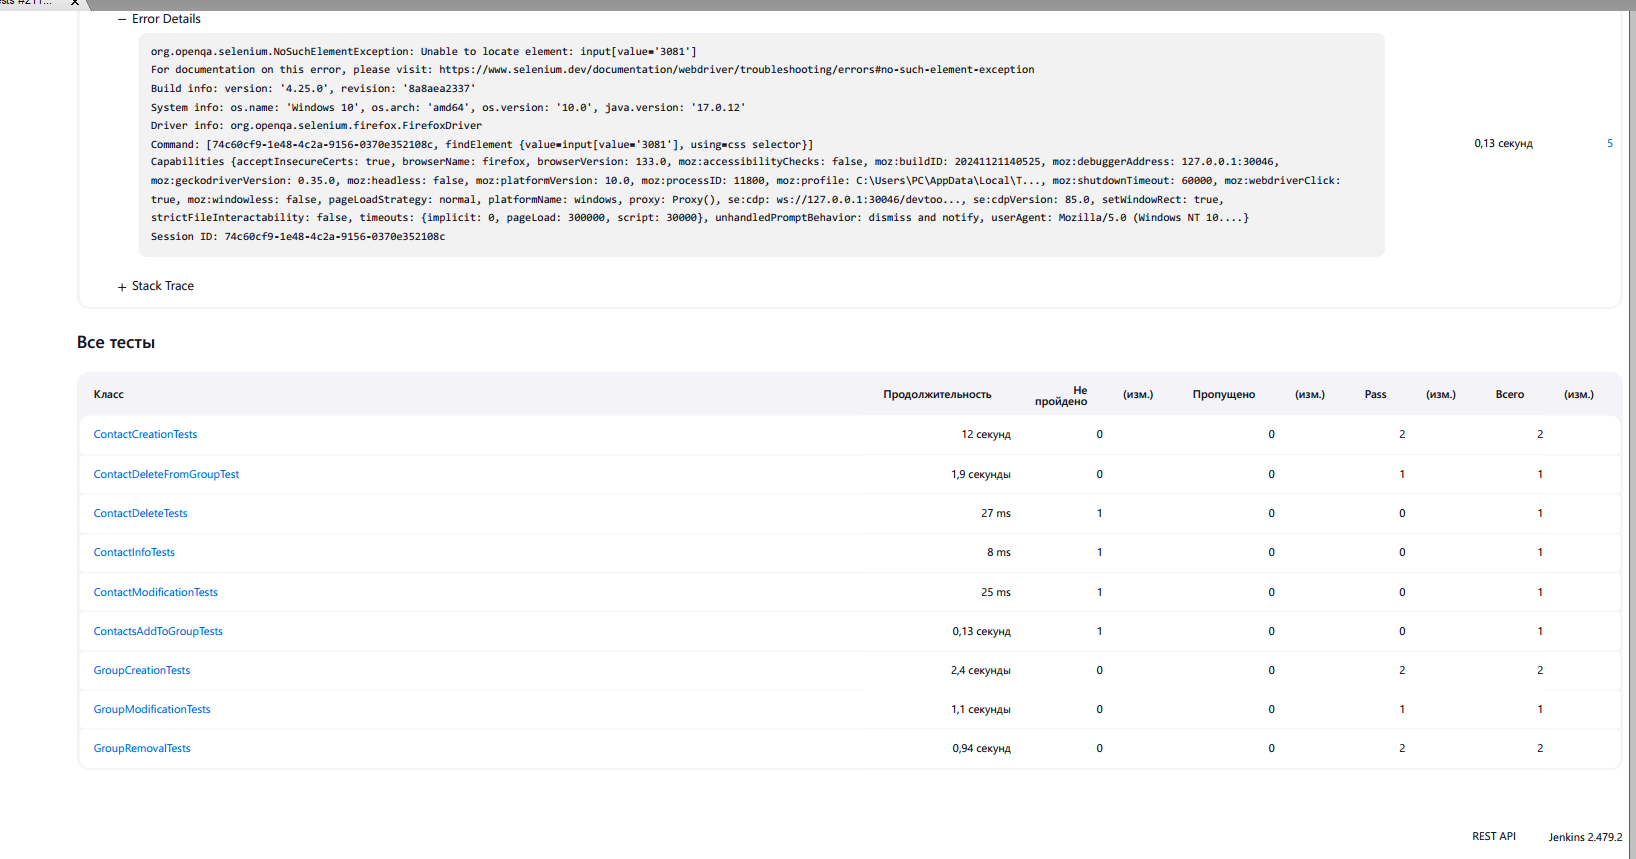 — Error Details
org.openqa.selenium.NoSuchElementException: Unable to locate element: input[value='3081']
For documentation on this error, please visit: https://www.selenium.dev/documentation/webdriver/troubleshooting/errors#no-such-element-exception
Build info: version: '4.25.0', revision: '8a8aea2337'
System info: os.name: 'Windows 10', os.arch: 'amd64', os.version: '10.0', java.version: '17.0.12'
Driver info: org.openqa.selenium.firefox.FirefoxDriver
Command: [74c60cf9-1e48-4c2a-9156-0370e352108c, findElement {value=input[value='3081'], using=css selector}]
Capabilities {acceptInsecureCerts: true, browserName: firefox, browserVersion: 133.0, moz:accessibilityChecks: false, moz:buildID: 20241121140525, moz:debuggerAddress: 127.0.0.1:30046,
moz:geckodriverVersion: 0.35.0, moz:headless: false, moz:platformVersion: 10.0, moz:processID: 11800, moz:profile: C:\Users\PC\AppData\Local\T..., moz:shutdownTimeout: 60000, moz:webdriverClick:
true, moz:windowless: false, pageLoadStrategy: normal, platformName: windows, proxy: Proxy(), se:cdp: ws://127.0.0.1:30046/devtoo..., se:cdpVersion: 85.0, setWindowRect: true,
strictFileInteractability: false, timeouts: {implicit: 0, pageLoad: 300000, script: 30000}, unhandledPromptBehavior: dismiss and notify, userAgent: Mozilla/5.0 (Windows NT 10....}
Session ID: 74c60cf9-1e48-4c2a-9156-0370e352108c
0,13 секунд 5
+ Stack Trace
Все тесты
Класс Продолжительность Не пройдено (изм.) Пропущено (изм.) Pass (изм.) Всего (изм.)
ContactCreationTests 12 секунд 0 0 2 2
ContactDeleteFromGroupTest 1,9 секунды 0 0 1 1
ContactDeleteTests 27 ms 1 0 0 1
ContactInfoTests 8 ms 1 0 0 1
ContactModificationTests 25 ms 1 0 0 1
ContactsAddToGroupTests 0,13 секунд 1 0 0 1
GroupCreationTests 2,4 секунды 0 0 2 2
GroupModificationTests 1,1 секунды 0 0 1 1
GroupRemovalTests 0,94 секунд 0 0 2 2
REST API Jenkins 2.479.2